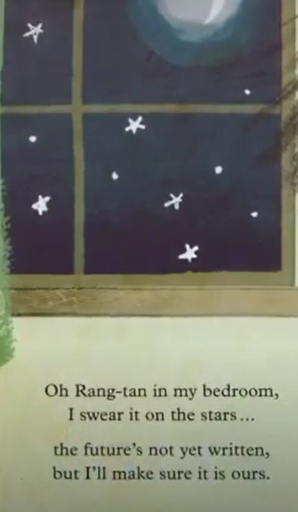 Oh Rang-tan in my bedroom,
I swear it on the stars...
the future's not yet written,
but I'll make sure it is ours.